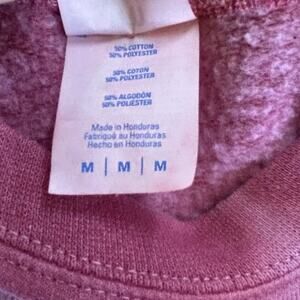 50% COTTON
50% POLYESTER
50% COTON
50% POLYESTER
50% ALGODÓN
50% POLIÉSTER
Made in Honduras
Fabriqué au Honduras
Hecho en Honduras
M | M | M